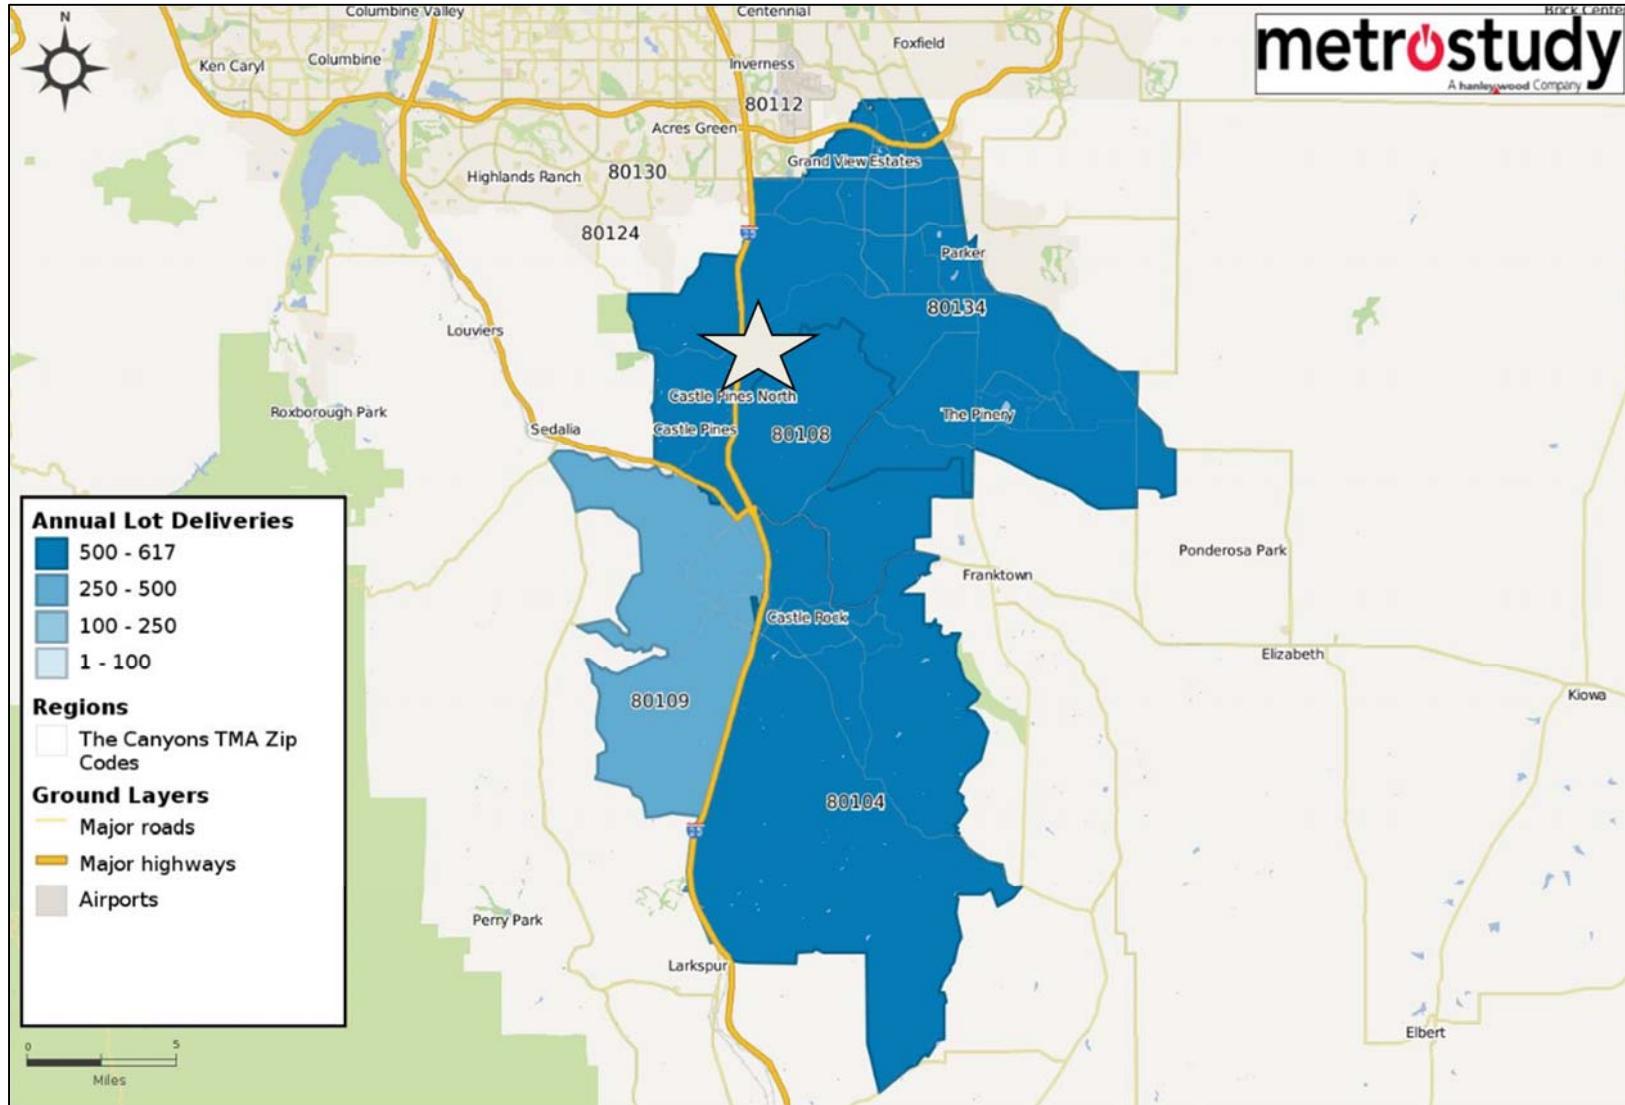 N
Columbine Valley
Centennial
Brick Center
Foxfield
Ken Caryl
Columbine
Inverness
metrostudy
A hanleywood Company
80112
Acres Green
Grand View Estates
Highlands Ranch
80130
80124
Parker
80134
Louviers
Castle Pines North
Roxborough Park
The Pinery
Sedalia
Castle Pines
80108
Annual Lot Deliveries
500 - 617
250 - 500
100 - 250
1 - 100
Ponderosa Park
Franktown
Castle Rock
Elizabeth
80109
Kiowa
Regions
The Canyons TMA Zip
Codes
Ground Layers
Major roads
Major highways
Airports
80104
Perry Park
Larkspur
Elbert
0 5
Miles